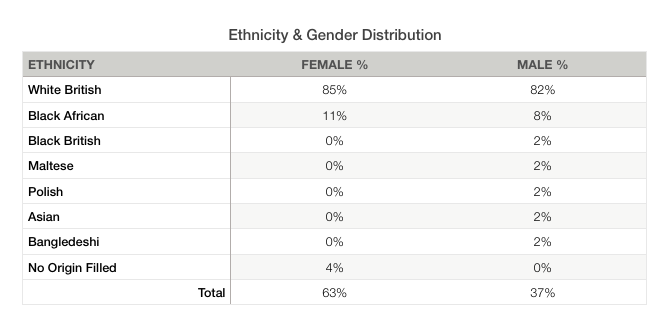 Ethnicity & Gender Distribution
ETHNICITY FEMALE % MALE %
White British 85% 82%
Black African 11% 8%
Black British 0% 2%
Maltese 0% 2%
Polish 0% 2%
Asian 0% 2%
Bangledeshi 0% 2%
No Origin Filled 4% 0%
Total 63% 37%